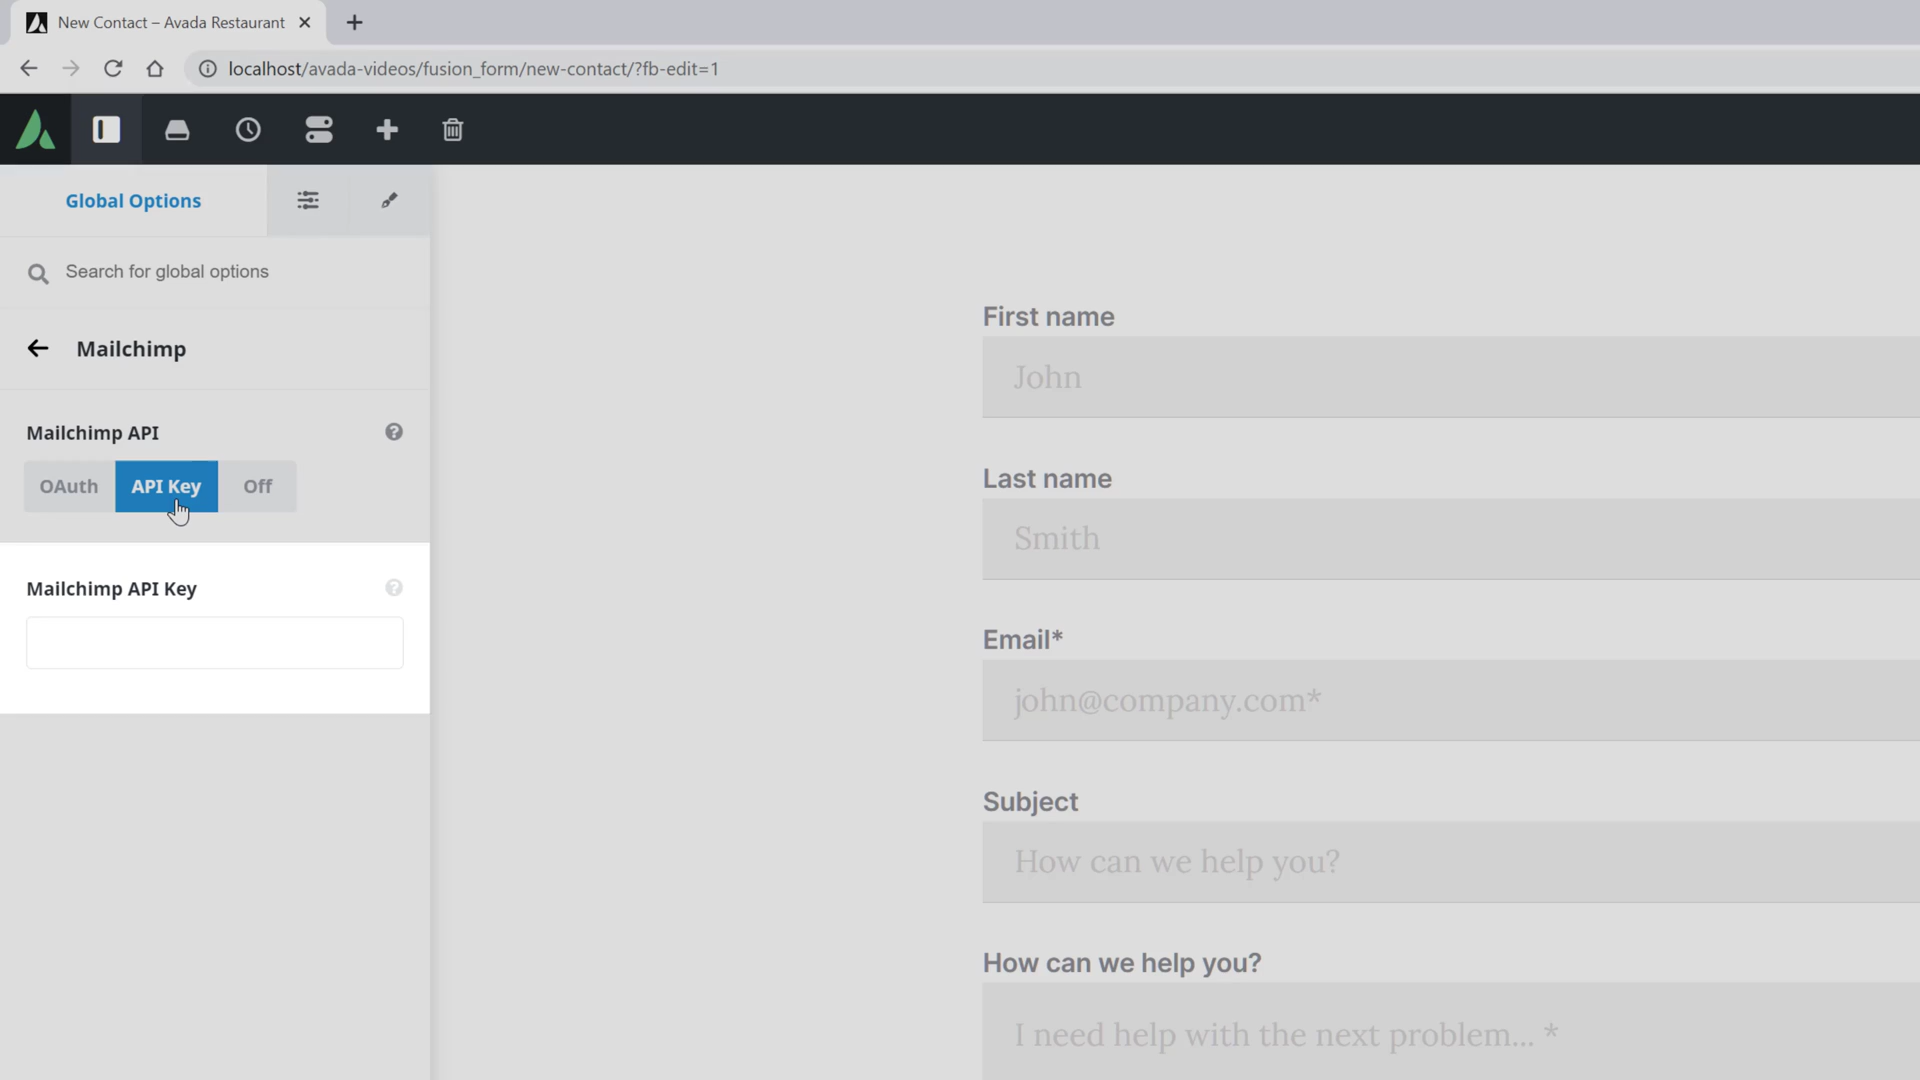 New Contact – Avada Restaurant
localhost/avada-videos/fusion_form/new-contact/?fb-edit=1
Global Options
Search for global options
Mailchimp
Mailchimp API
OAuth API Key Off
Mailchimp API Key
First name
John
Last name
Smith
Email*
john@company.com*
Subject
How can we help you?
How can we help you?
I need help with the next problem... *